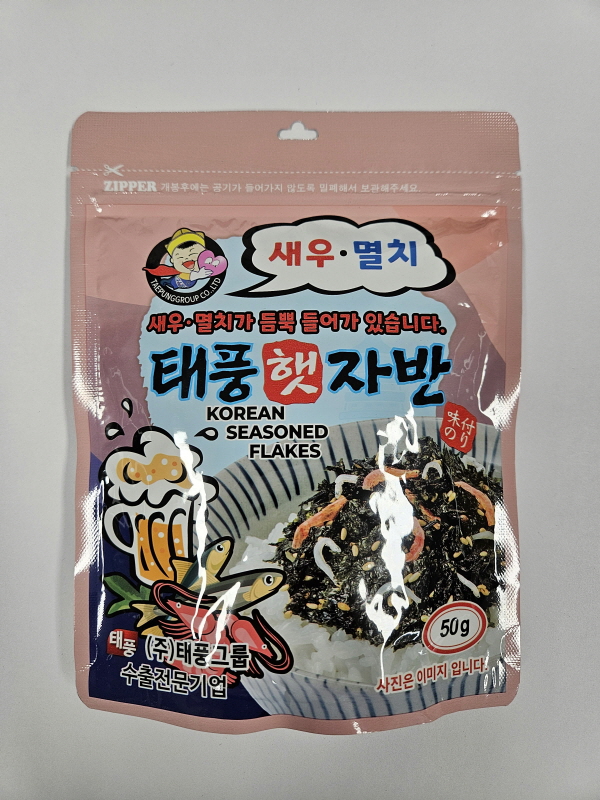 ZIPPER 개봉후에는 공기가 들어가지 않도록 밀폐해서 보관해주세요.
TAEPUNGGROUP CO.,LTD
새우·멸치
새우·멸치가 듬뿍 들어가 있습니다.
태풍햇자반
KOREAN
SEASONED
FLAKES
味付
のり
50g
태풍 (주)태풍그룹
수출전문기업
사진은 이미지 입니다.